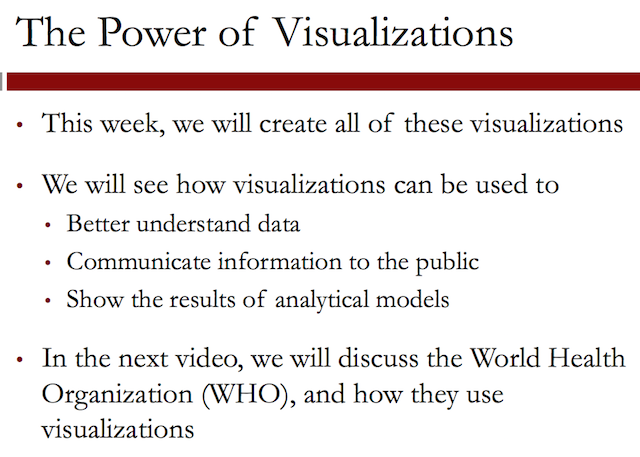 The Power of Visualizations
• This week, we will create all of these visualizations
• We will see how visualizations can be used to
• Better understand data
• Communicate information to the public
• Show the results of analytical models
• In the next video, we will discuss the World Health
Organization (WHO), and how they use
visualizations